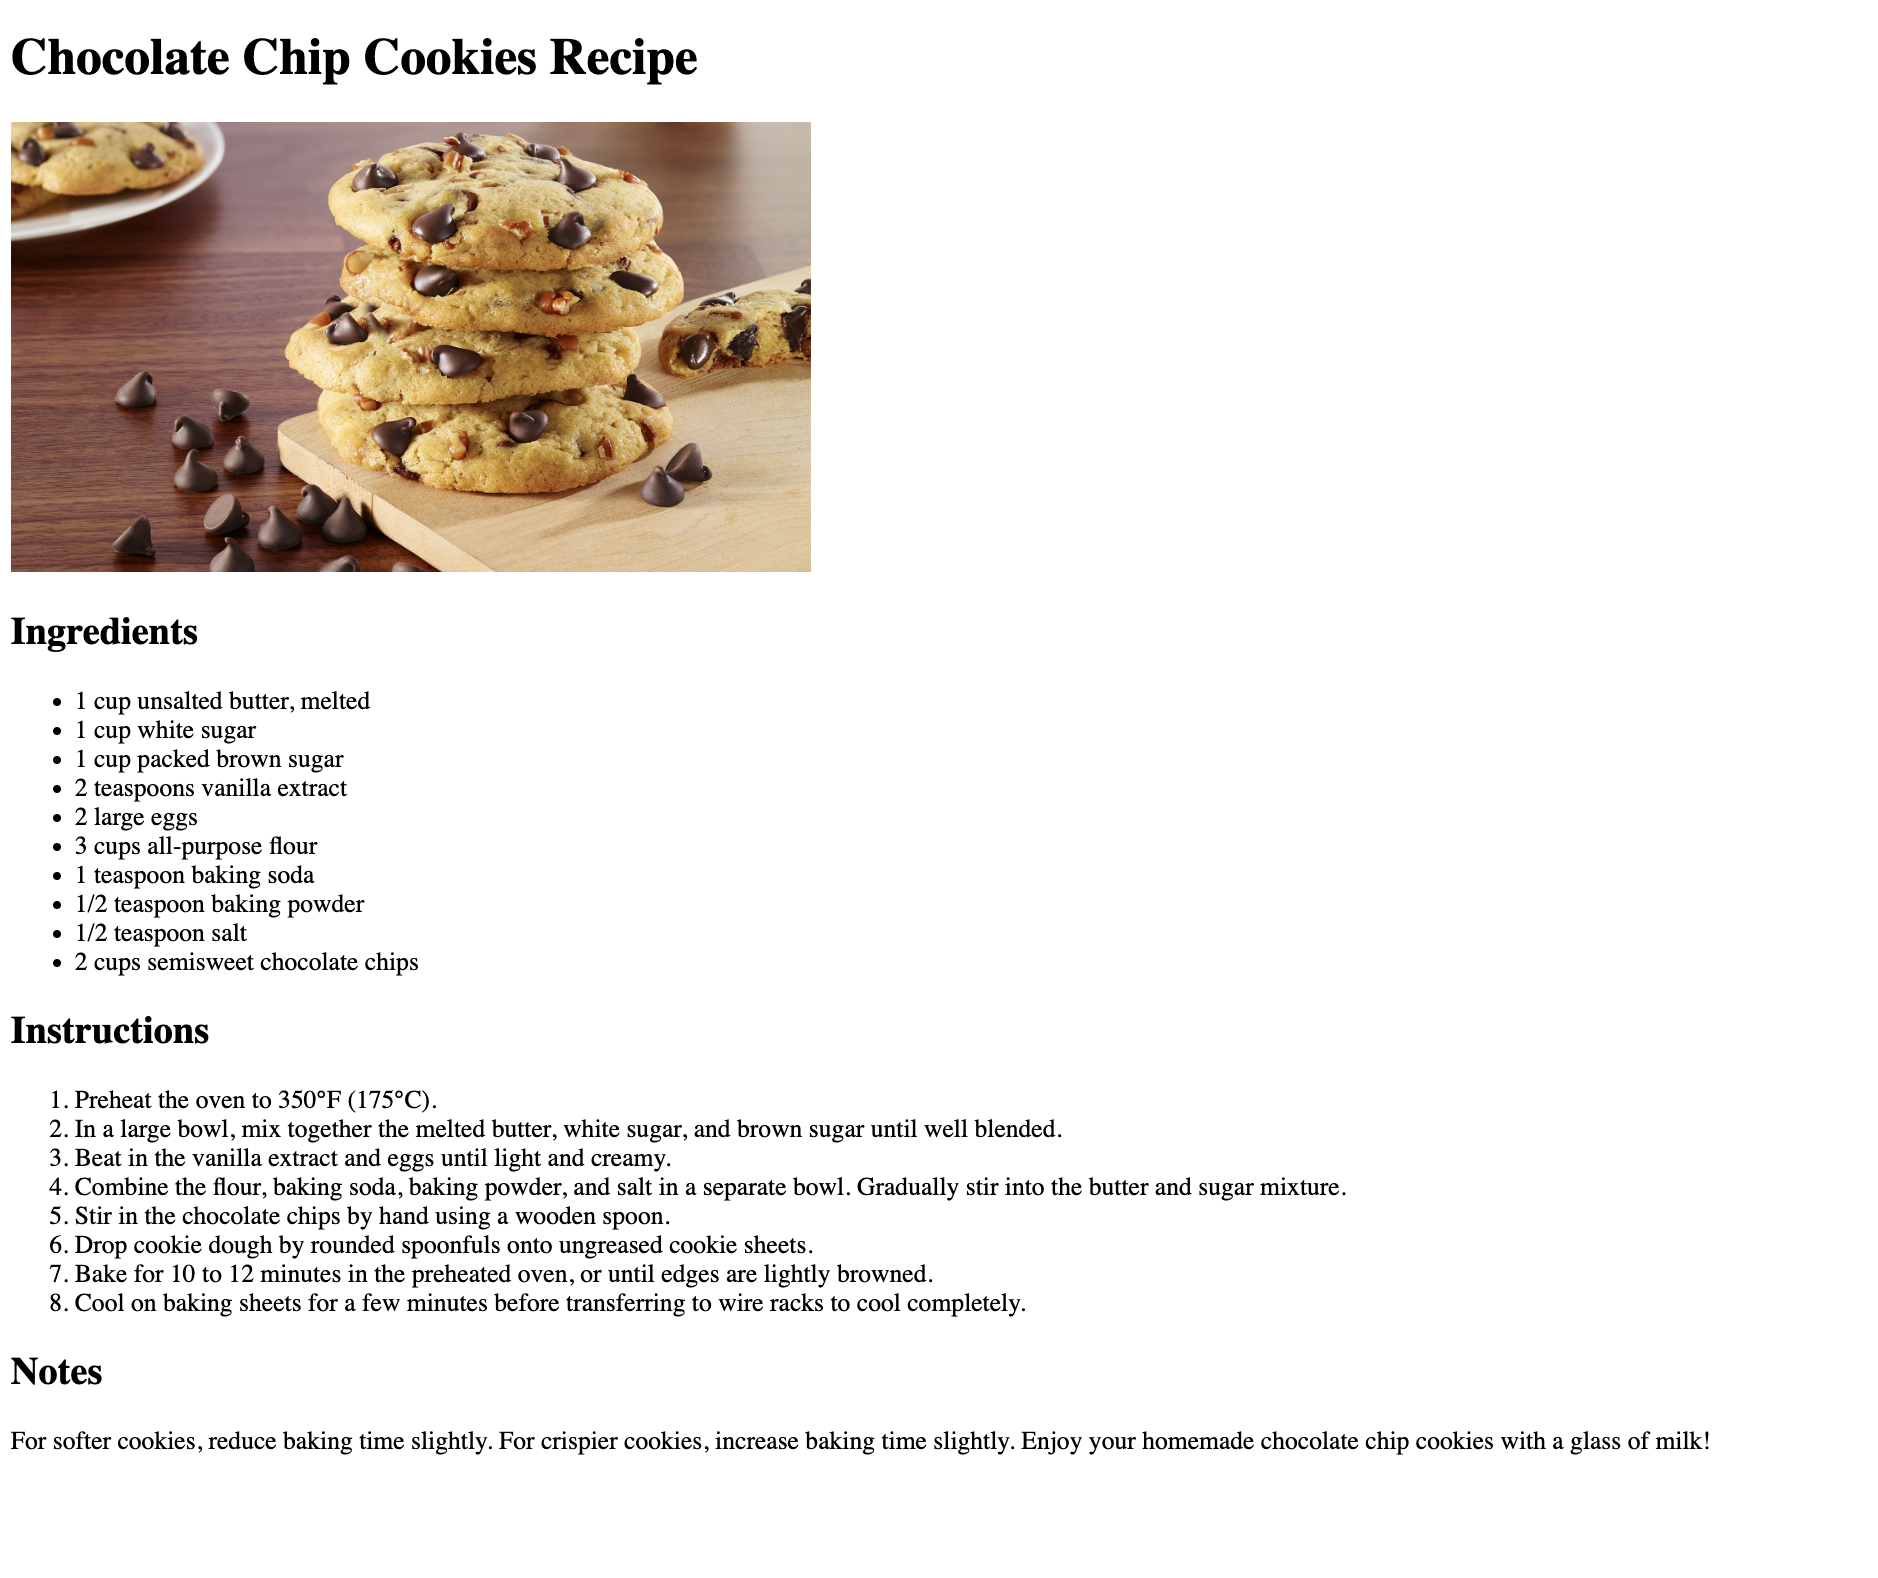 Chocolate Chip Cookies Recipe
Ingredients
• 1 cup unsalted butter, melted
• 1 cup white sugar
• 1 cup packed brown sugar
• 2 teaspoons vanilla extract
• 2 large eggs
• 3 cups all-purpose flour
• 1 teaspoon baking soda
• 1/2 teaspoon baking powder
• 1/2 teaspoon salt
• 2 cups semisweet chocolate chips
Instructions
1. Preheat the oven to 350°F (175°C).
2. In a large bowl, mix together the melted butter, white sugar, and brown sugar until well blended.
3. Beat in the vanilla extract and eggs until light and creamy.
4. Combine the flour, baking soda, baking powder, and salt in a separate bowl. Gradually stir into the butter and sugar mixture.
5. Stir in the chocolate chips by hand using a wooden spoon.
6. Drop cookie dough by rounded spoonfuls onto ungreased cookie sheets.
7. Bake for 10 to 12 minutes in the preheated oven, or until edges are lightly browned.
8. Cool on baking sheets for a few minutes before transferring to wire racks to cool completely.
Notes
For softer cookies, reduce baking time slightly. For crispier cookies, increase baking time slightly. Enjoy your homemade chocolate chip cookies with a glass of milk!